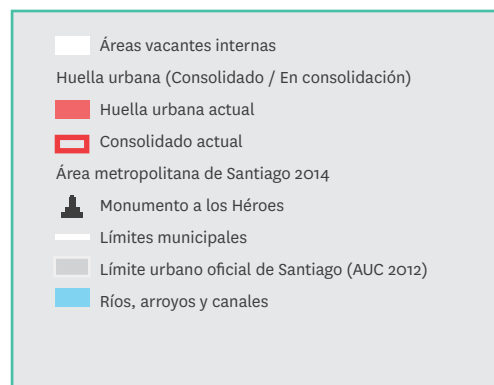 Áreas vacantes internas
Huella urbana (Consolidado / En consolidación)
Huella urbana actual
Consolidado actual
Área metropolitana de Santiago 2014
Monumento a los Héroes
Límites municipales
Límite urbano oficial de Santiago (AUC 2012)
Ríos, arroyos y canales